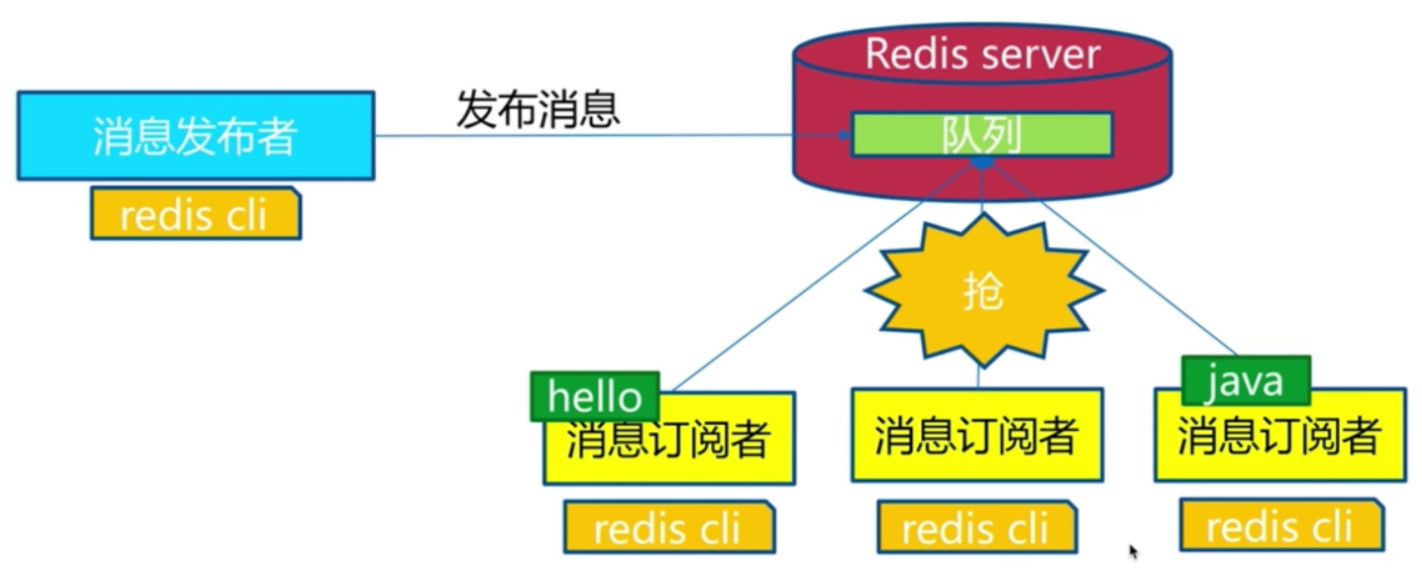 Redis server
消息发布者
发布消息
队列
redis cli
抢
hello
java
消息订阅者
消息订阅者
消息订阅者
redis cli
redis cli
redis cli